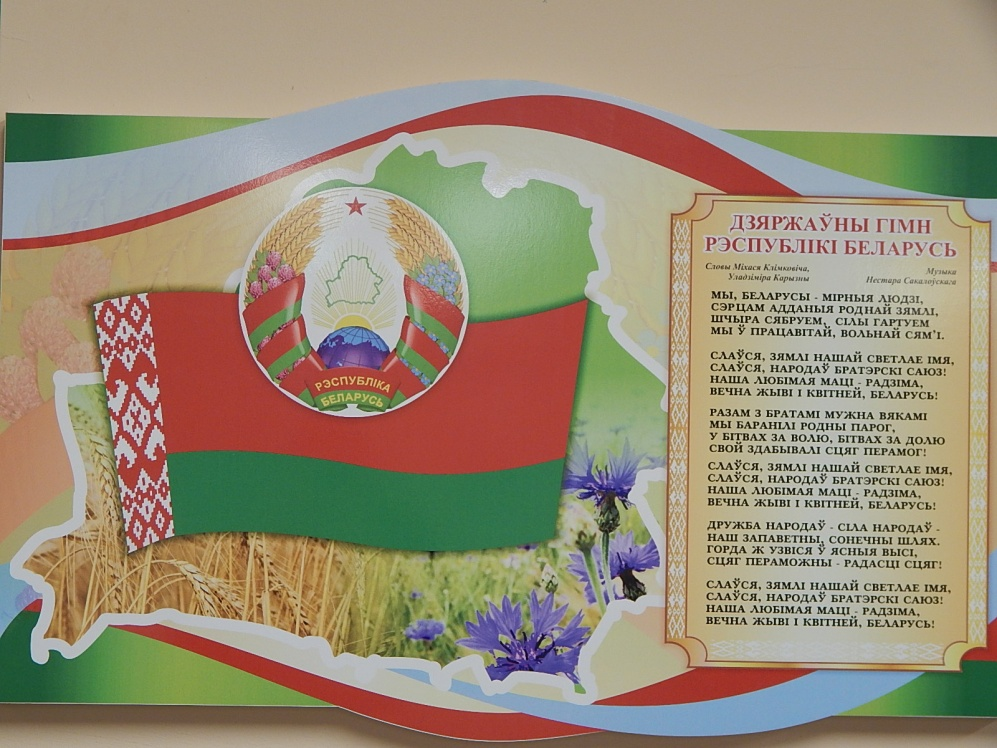 РЭСПУБЛІКА
БЕЛАРУСЬ
ДЗЯРЖАЎНЫ ГІМН
РЭСПУБЛІКІ БЕЛАРУСЬ
Словы Міхася Клімковіча,
Уладзіміра Карызны
Музыка
Нестара Сакалоўскага
МЫ, БЕЛАРУСЫ - МІРНЫЯ ЛЮДЗІ,
СЭРЦАМ АДДАНЫЯ РОДНАЙ ЗЯМЛІ,
ШЧЫРА СЯБРУЕМ, СІЛЫ ГАРТУЕМ
МЫ Ў ПРАЦАВІТАЙ, ВОЛЬНАЙ СЯМ'І.
СЛАЎСЯ, ЗЯМЛІ НАШАЙ СВЕТЛАЕ ІМЯ,
СЛАЎСЯ, НАРОДАЎ БРАТЭРСКІ САЮЗ!
НАША ЛЮБІМАЯ МАЦІ - РАДЗІМА,
ВЕЧНА ЖЫВІ І КВІТНЕЙ, БЕЛАРУСЬ!
РАЗАМ З БРАТАМІ МУЖНА ВЯКАМІ
МЫ БАРАНІЛІ РОДНЫ ПАРОГ,
У БІТВАХ ЗА ВОЛЮ, БІТВАХ ЗА ДОЛЮ
СВОЙ ЗДАБЫВАЛІ СЦЯГ ПЕРАМОГ!
СЛАЎСЯ, ЗЯМЛІ НАШАЙ СВЕТЛАЕ ІМЯ,
СЛАЎСЯ, НАРОДАЎ БРАТЭРСКІ САЮЗ!
НАША ЛЮБІМАЯ МАЦІ - РАДЗІМА,
ВЕЧНА ЖЫВІ І КВІТНЕЙ, БЕЛАРУСЬ!
ДРУЖБА НАРОДАЎ - СІЛА НАРОДАЎ -
НАШ ЗАПАВЕТНЫ, СОНЕЧНЫ ШЛЯХ.
ГОРДА Ж УЗВІСЯ Ў ЯСНЫЯ ВЫСІ,
СЦЯГ ПЕРАМОЖНЫ - РАДАСЦІ СЦЯГ!
СЛАЎСЯ, ЗЯМЛІ НАШАЙ СВЕТЛАЕ ІМЯ,
СЛАЎСЯ, НАРОДАЎ БРАТЭРСКІ САЮЗ!
НАША ЛЮБІМАЯ МАЦІ - РАДЗІМА,
ВЕЧНА ЖЫВІ І КВІТНЕЙ, БЕЛАРУСЬ!